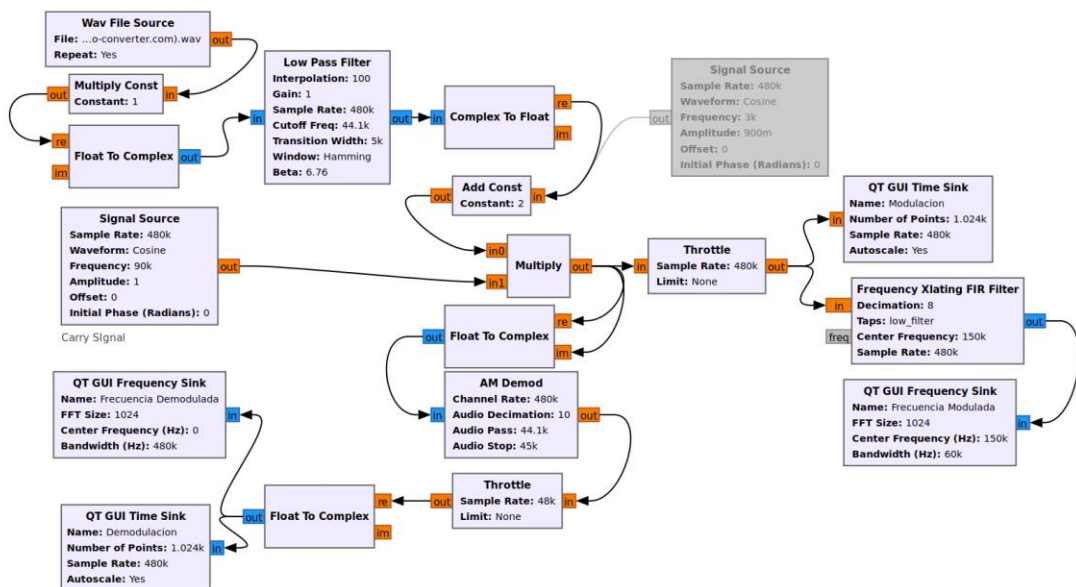 Wav File Source
File: ...o-converter.com).wav
Repeat: Yes
out
Multiply Const
Constant: 1
out
in
Float To Complex
re
im
out
Low Pass Filter
Interpolation: 100
Gain: 1
Sample Rate: 480k
Cutoff Freq: 44.1k
Transition Width: 5k
Window: Hamming
Beta: 6.76
in
out
Complex To Float
in
re
im
Signal Source
Sample Rate: 480k
Waveform: Cosine
Frequency: 3k
Amplitude: 900m
Offset: 0
Initial Phase (Radians): 0
out
Add Const
Constant: 2
out
in
Signal Source
Sample Rate: 480k
Waveform: Cosine
Frequency: 90k
Amplitude: 1
Offset: 0
Initial Phase (Radians): 0
out
Carry SIgnal
Multiply
in0
in1
out
Throttle
Sample Rate: 480k
Limit: None
in
out
QT GUI Time Sink
Name: Modulacion
Number of Points: 1.024k
Sample Rate: 480k
Autoscale: Yes
in
Frequency Xlating FIR Filter
Decimation: 8
Taps: low_filter
Center Frequency: 150k
Sample Rate: 480k
in
freq
out
QT GUI Frequency Sink
Name: Frecuencia Modulada
FFT Size: 1024
Center Frequency (Hz): 150k
Bandwidth (Hz): 60k
in
Float To Complex
out
re
im
AM Demod
Channel Rate: 480k
Audio Decimation: 10
Audio Pass: 44.1k
Audio Stop: 45k
in
out
Throttle
Sample Rate: 48k
Limit: None
out
in
Float To Complex
out
re
im
QT GUI Frequency Sink
Name: Frecuencia Demodulada
FFT Size: 1024
Center Frequency (Hz): 0
Bandwidth (Hz): 480k
in
QT GUI Time Sink
Name: Demodulacion
Number of Points: 1.024k
Sample Rate: 480k
Autoscale: Yes
in